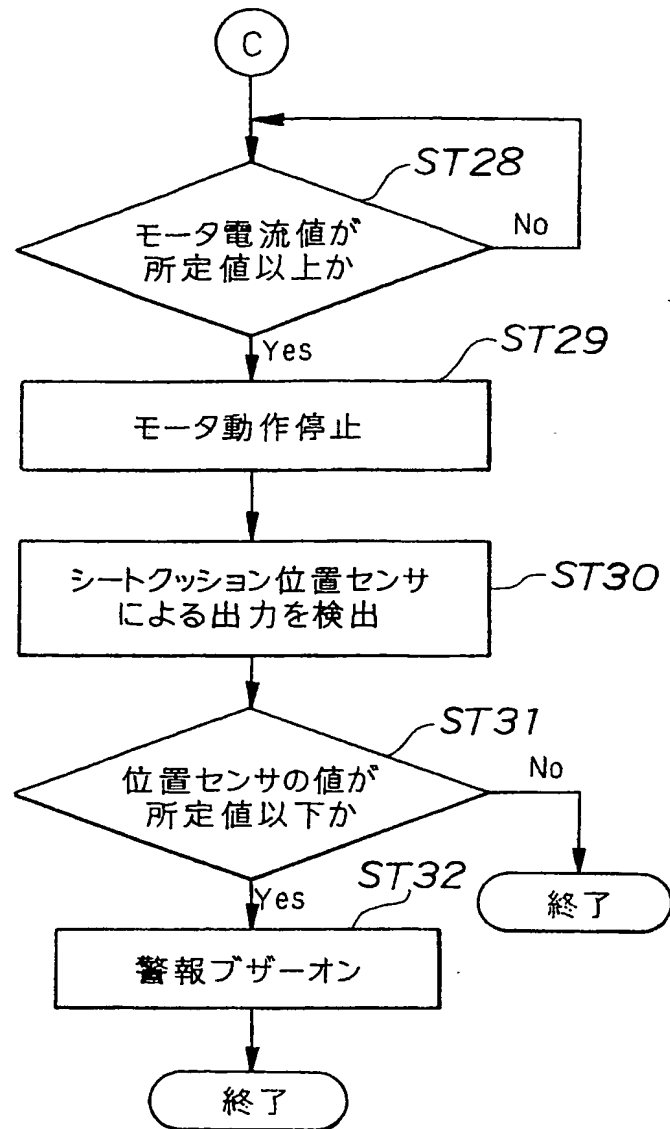 C
ST28
モータ電流値が
所定値以上か
No
Yes
ST29
モータ動作停止
シートクッション位置センサ
による出力を検出
ST30
ST31
位置センサの値が
所定値以下か
No
Yes
ST32
終了
警報ブザーオン
終了